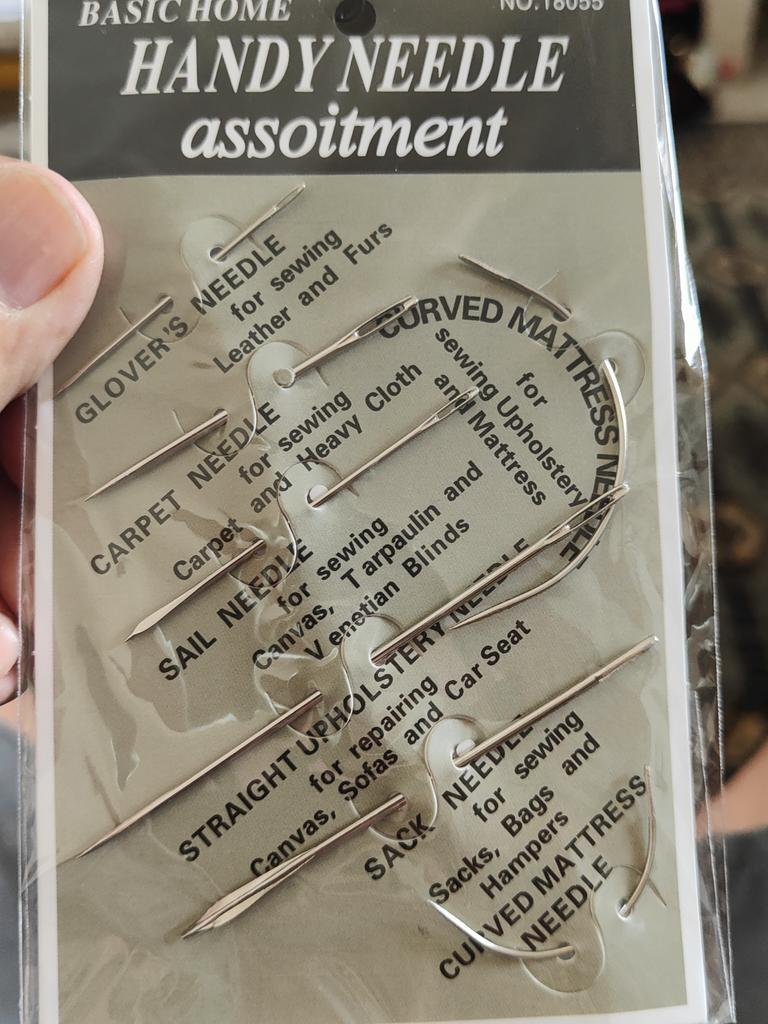 BASIC HOME
NO.18055
HANDY NEEDLE
assoitment
GLOVER'S NEEDLE
for sewing
Leather and Furs
CURVED MATTRESS NEEDLE
for
sewing Upholstery
and Mattress
CARPET NEEDLE
for sewing
Carpet and Heavy Cloth
SAIL NEEDLE
for sewing
Canvas, T arpaulin and
V enetian Blinds
STRAIGHT UPHOLSTERY NEEDLE
for repairing
Canvas, Sofas and Car Seat
SACK NEEDLE
for sewing
Sacks, Bags and
Hampers
CURVED MATTRESS
NEEDLE